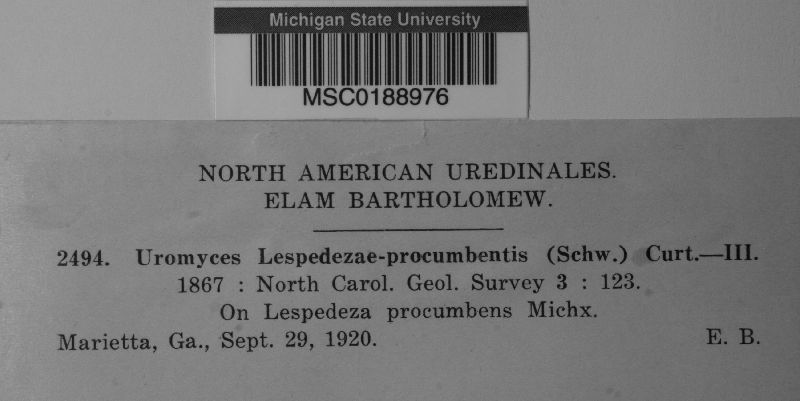 Michigan State University
MSC0188976
NORTH AMERICAN UREDINALES.
ELAM BARTHOLOMEW.
2494. Uromyces Lespedezae-procumbentis (Schw.) Curt.—III.
1867 : North Carol. Geol. Survey 3 : 123.
On Lespedeza procumbens Michx.
Marietta, Ga., Sept. 29, 1920. E. B.